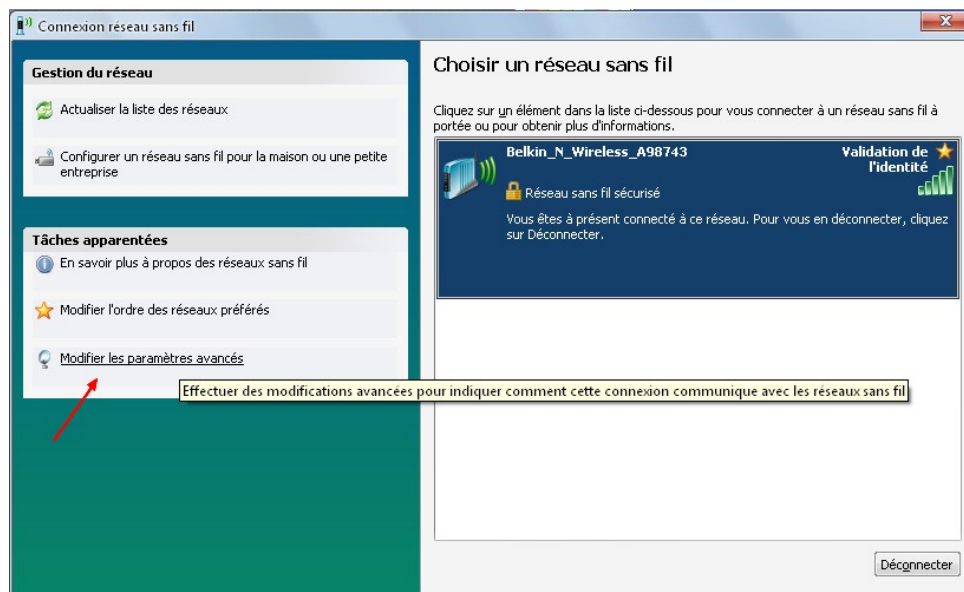 Connexion réseau sans fil
Gestion du réseau
Actualiser la liste des réseaux
Configurer un réseau sans fil pour la maison ou une petite
entreprise
Tâches apparentées
En savoir plus à propos des réseaux sans fil
Modifier l'ordre des réseaux préférés
Modifier les paramètres avancés
Effectuer des modifications avancées pour indiquer comment cette connexion communique avec les réseaux sans fil
Choisir un réseau sans fil
Cliquez sur un élément dans la liste ci-dessous pour vous connecter à un réseau sans fil à
portée ou pour obtenir plus d'informations.
Belkin_N_Wireless_A98743
Validation de
l'identité
Réseau sans fil sécurisé
Vous êtes à présent connecté à ce réseau. Pour vous en déconnecter, cliquez
sur Déconnecter.
Déconnecter